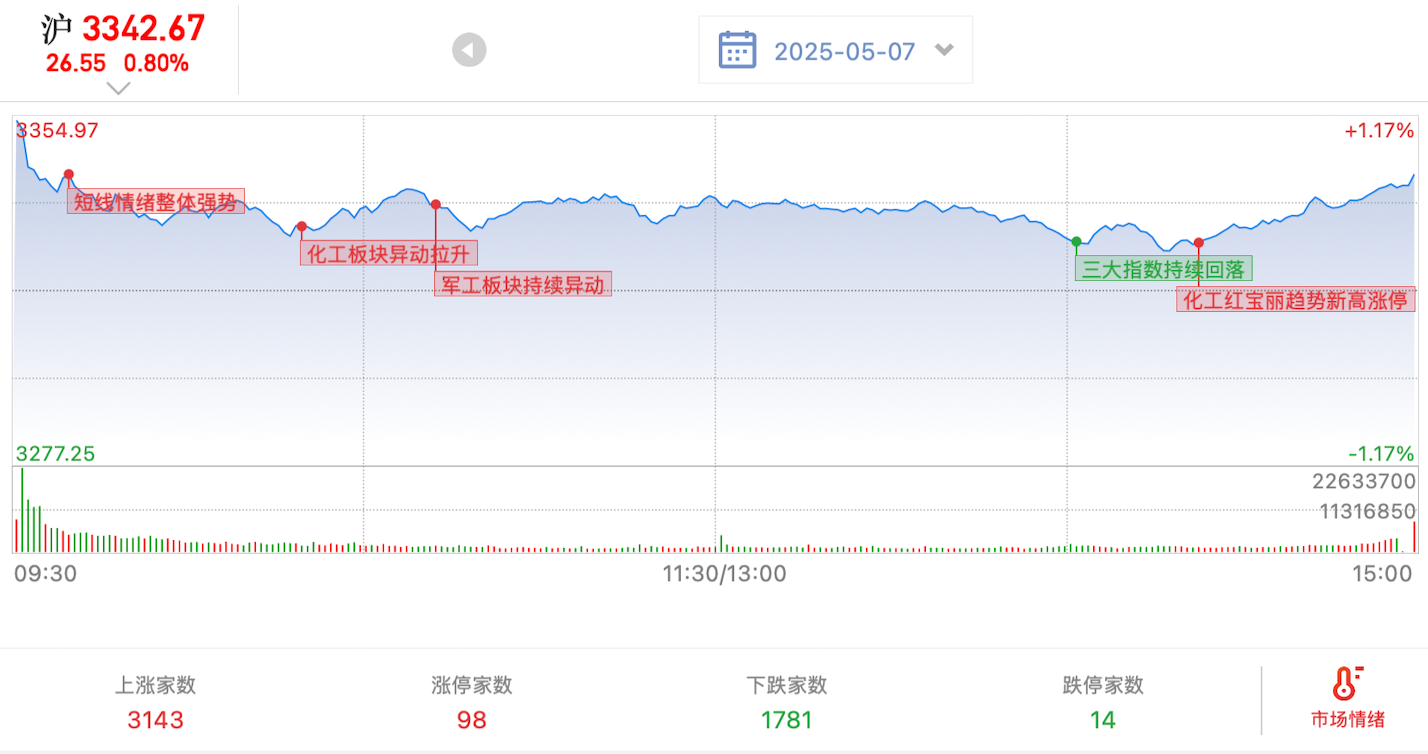 沪 3342.67
26.55 0.80%
2025-05-07
3354.97
+1.17%
短线情绪整体强势
化工板块异动拉升
军工板块持续异动
三大指数持续回落
化工红宝丽趋势新高涨停
3277.25
-1.17%
22633700
11316850
09:30
11:30/13:00
15:00
上涨家数
涨停家数
下跌家数
跌停家数
3143
98
1781
14
市场情绪